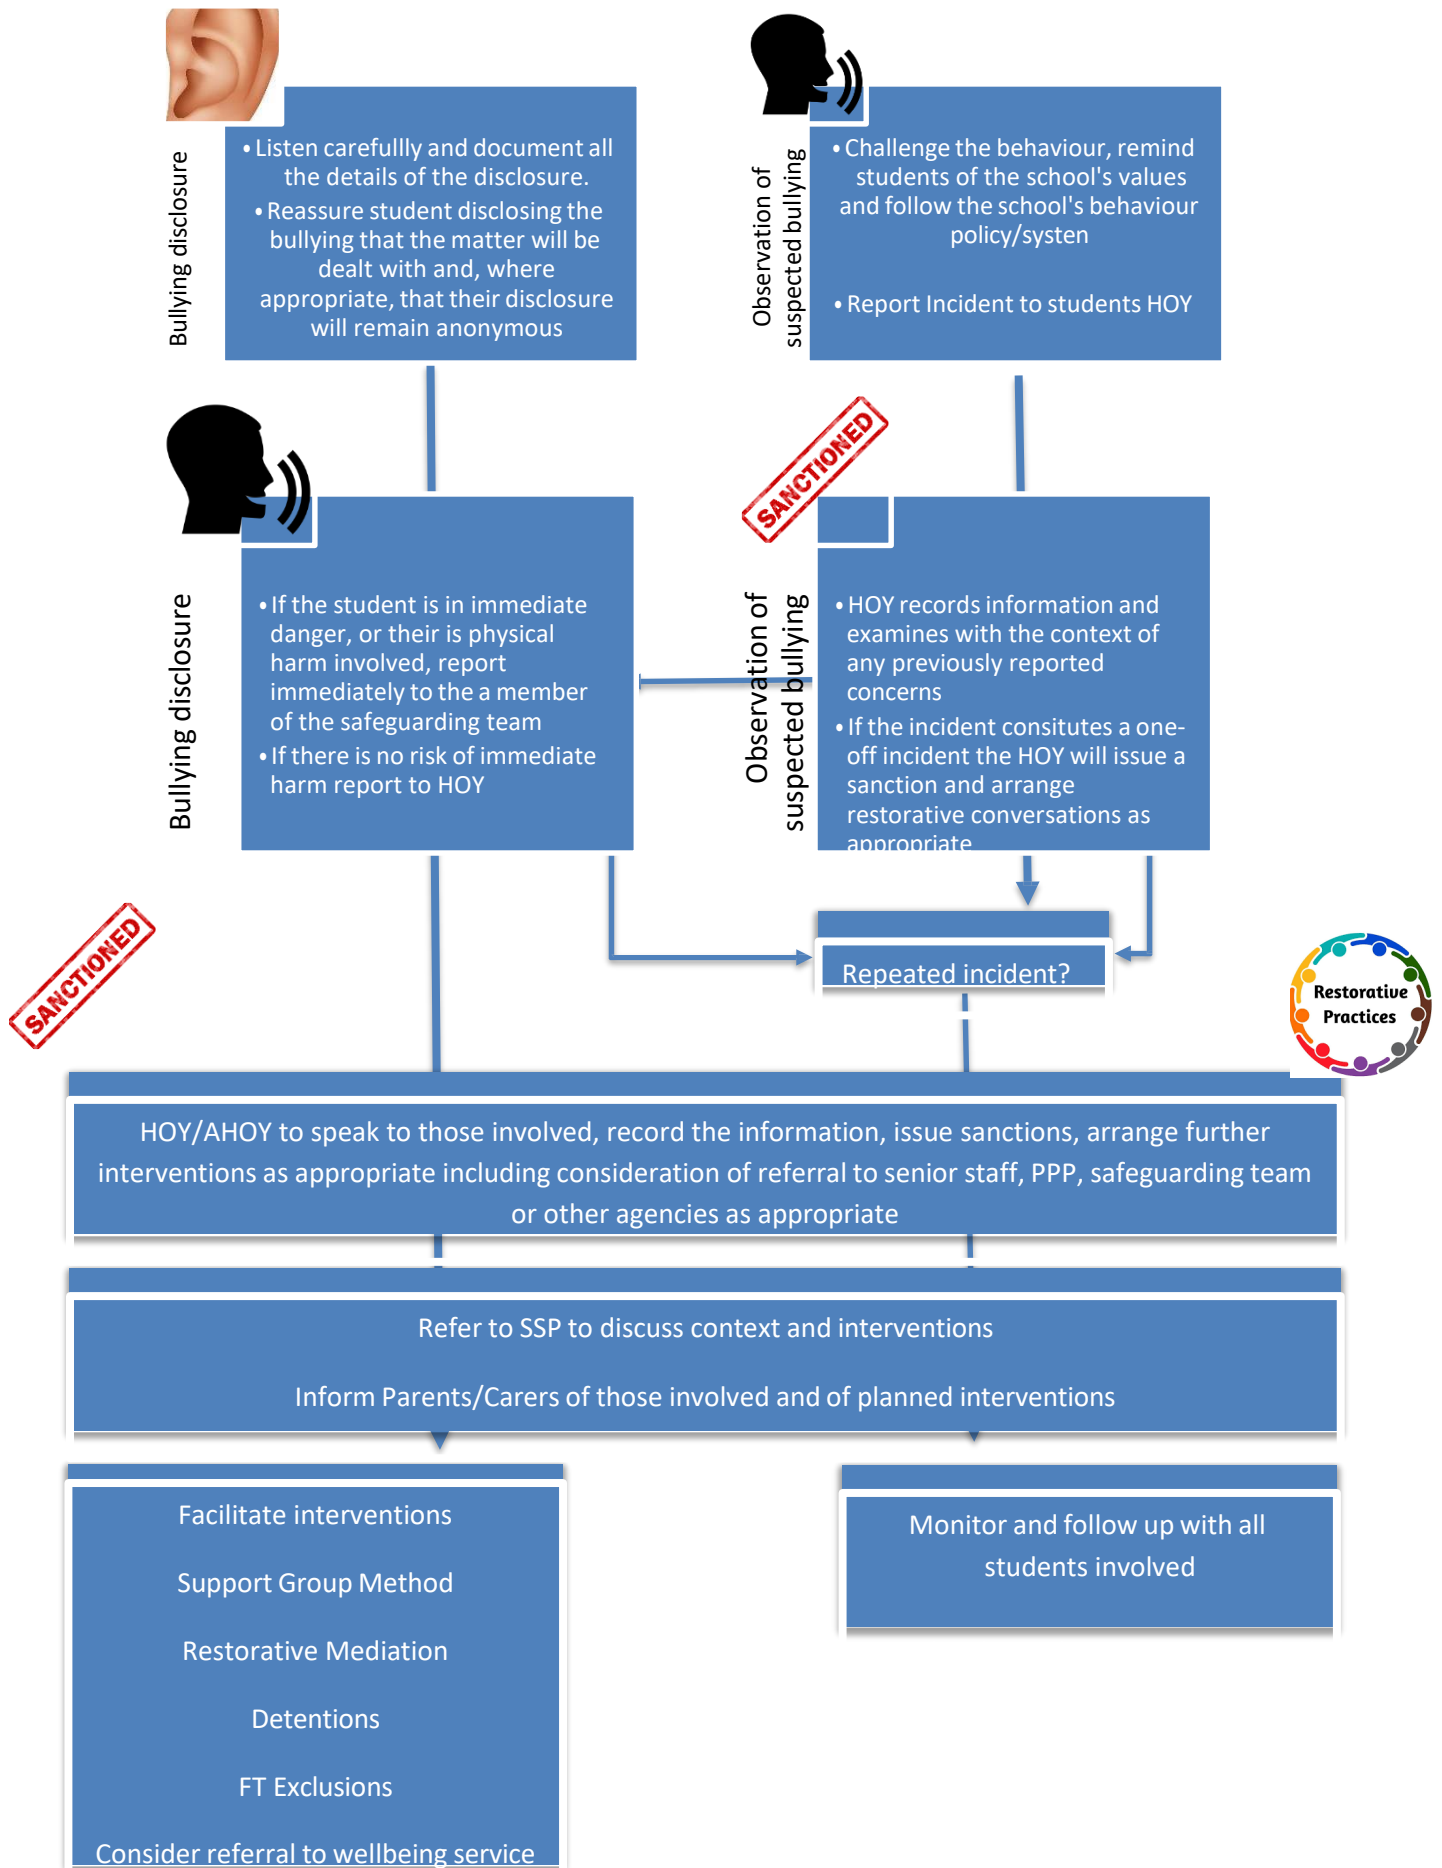 Bullying disclosure
• Listen carefullly and document all
the details of the disclosure.
• Reassure student disclosing the
bullying that the matter will be
dealt with and, where
appropriate, that their disclosure
will remain anonymous
Observation of
suspected bullying
• Challenge the behaviour, remind
students of the school's values
and follow the school's behaviour
policy/systen
• Report Incident to students HOY
SANCTIONED
Bullying disclosure
• If the student is in immediate
danger, or their is physical
harm involved, report
immediately to the a member
of the safeguarding team
• If there is no risk of immediate
harm report to HOY
Observation of
suspected bullying
• HOY records information and
examines with the context of
any previously reported
concerns
• If the incident consitutes a one-
off incident the HOY will issue a
sanction and arrange
restorative conversations as
appropriate
SANCTIONED
Repeated incident?
Restorative
Practices
HOY/AHOY to speak to those involved, record the information, issue sanctions, arrange further
interventions as appropriate including consideration of referral to senior staff, PPP, safeguarding team
or other agencies as appropriate
Refer to SSP to discuss context and interventions
Inform Parents/Carers of those involved and of planned interventions
Facilitate interventions
Support Group Method
Restorative Mediation
Detentions
FT Exclusions
Consider referral to wellbeing service
Monitor and follow up with all
students involved